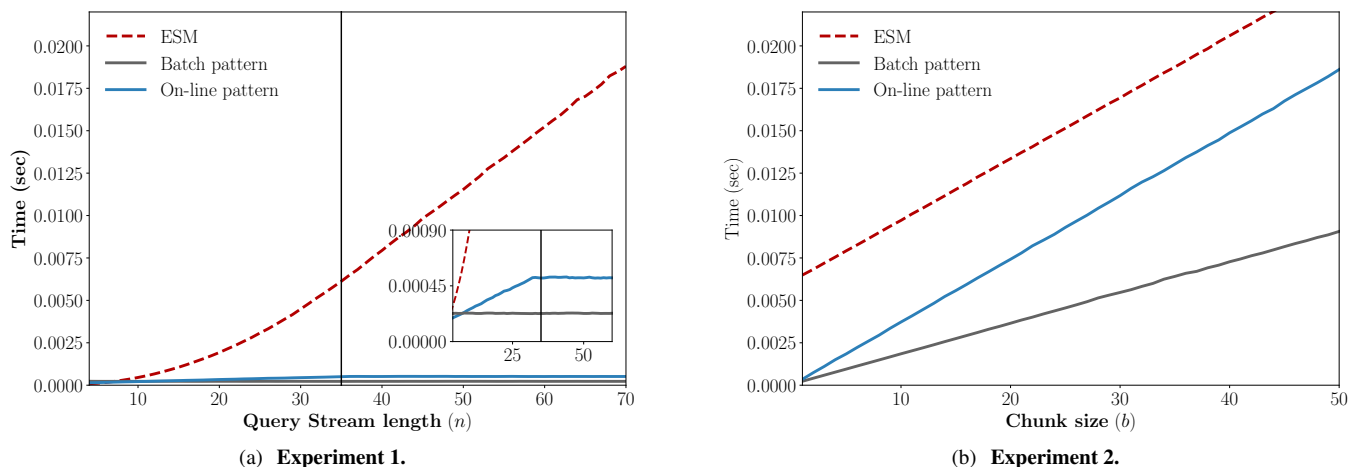 0.0200
0.0175
0.0150
0.0125
0.0100
0.0075
0.0050
0.0025
0.0000
Time (sec)
ESM
Batch pattern
On-line pattern
0.00090
0.00045
0.00000
25 50
10 20 30 40 50 60 70
Query Stream length (n)
(a) Experiment 1.
0.0200
0.0175
0.0150
0.0125
0.0100
0.0075
0.0050
0.0025
0.0000
Time (sec)
ESM
Batch pattern
On-line pattern
10 20 30 40 50
Chunk size (b)
(b) Experiment 2.